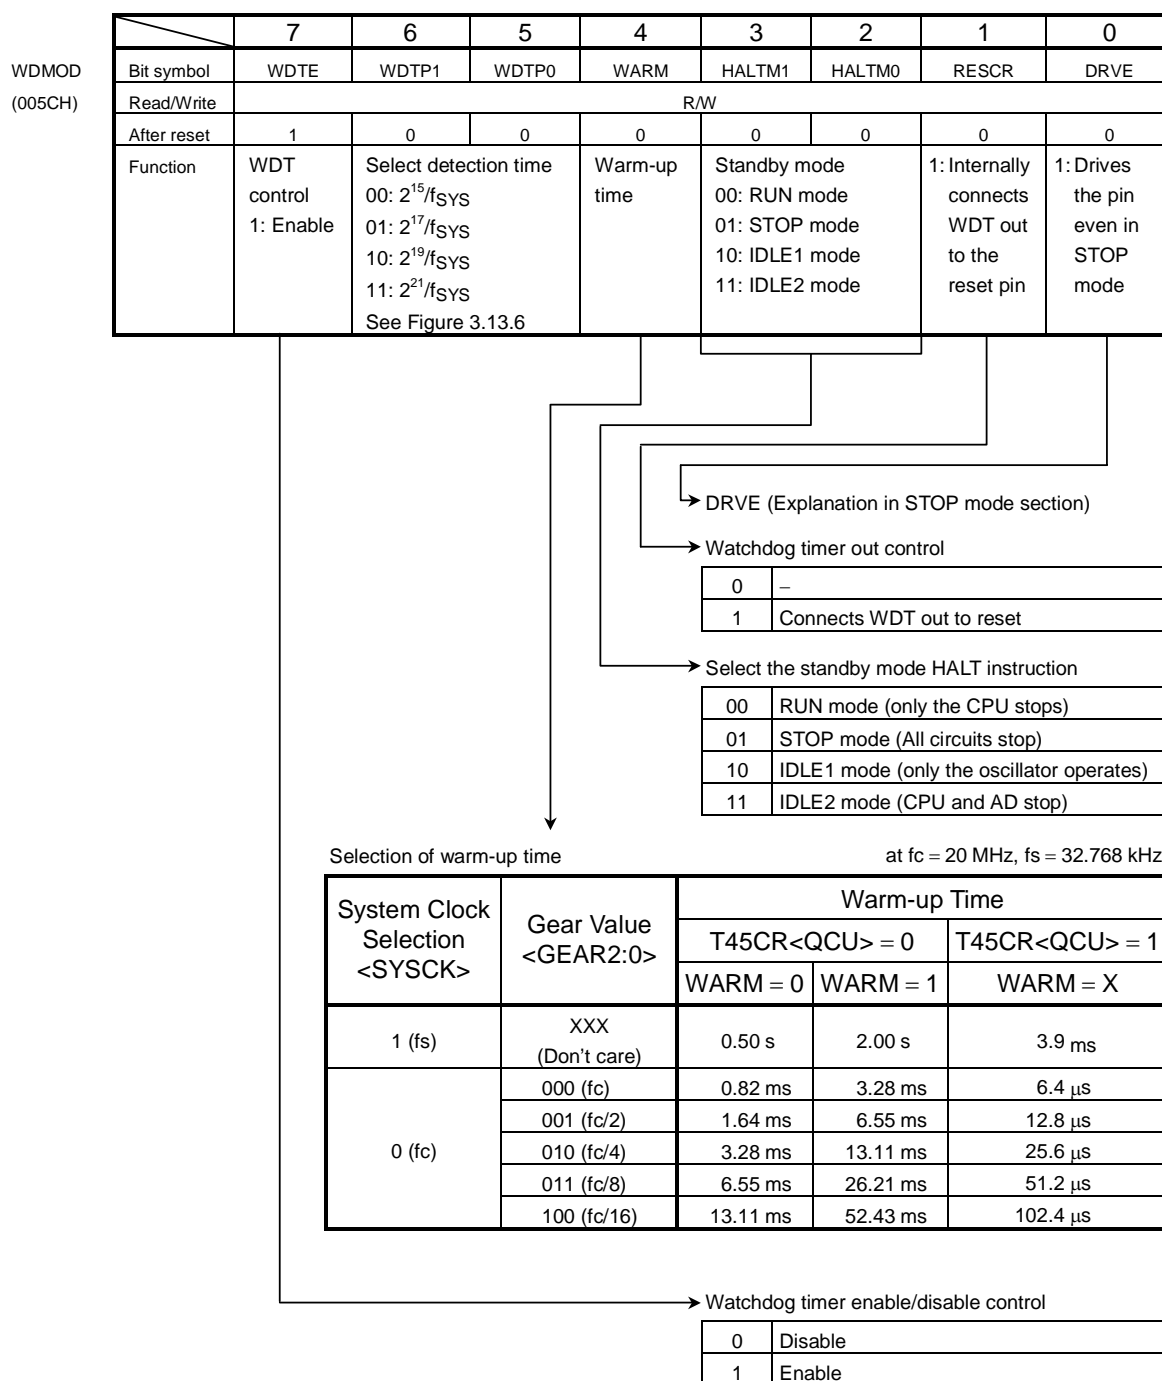 7 6 5 4 3 2 1 0
WDMOD Bit symbol WDTE WDTP1 WDTP0 WARM HALTM1 HALTM0 RESCR DRVE
(005CH) Read/Write R/W
After reset 1 0 0 0 0 0 0 0
Function WDT Select detection time Warm-up Standby mode 1: Internally 1: Drives
control 00: 2^15/fSYS time 00: RUN mode connects the pin
1: Enable 01: 2^17/fSYS 01: STOP mode WDT out even in
10: 2^19/fSYS 10: IDLE1 mode to the STOP
11: 2^21/fSYS 11: IDLE2 mode reset pin mode
See Figure 3.13.6
DRVE (Explanation in STOP mode section)
Watchdog timer out control
0 –
1 Connects WDT out to reset
Select the standby mode HALT instruction
00 RUN mode (only the CPU stops)
01 STOP mode (All circuits stop)
10 IDLE1 mode (only the oscillator operates)
11 IDLE2 mode (CPU and AD stop)
Selection of warm-up time at fc = 20 MHz, fs = 32.768 kHz
System Clock Selection <SYSCK> Gear Value <GEAR2:0> Warm-up Time
T45CR<QCU> = 0 T45CR<QCU> = 1
WARM = 0 WARM = 1 WARM = X
1 (fs) XXX (Don't care) 0.50 s 2.00 s 3.9 ms
0 (fc) 000 (fc) 0.82 ms 3.28 ms 6.4 μs
001 (fc/2) 1.64 ms 6.55 ms 12.8 μs
010 (fc/4) 3.28 ms 13.11 ms 25.6 μs
011 (fc/8) 6.55 ms 26.21 ms 51.2 μs
100 (fc/16) 13.11 ms 52.43 ms 102.4 μs
Watchdog timer enable/disable control
0 Disable
1 Enable